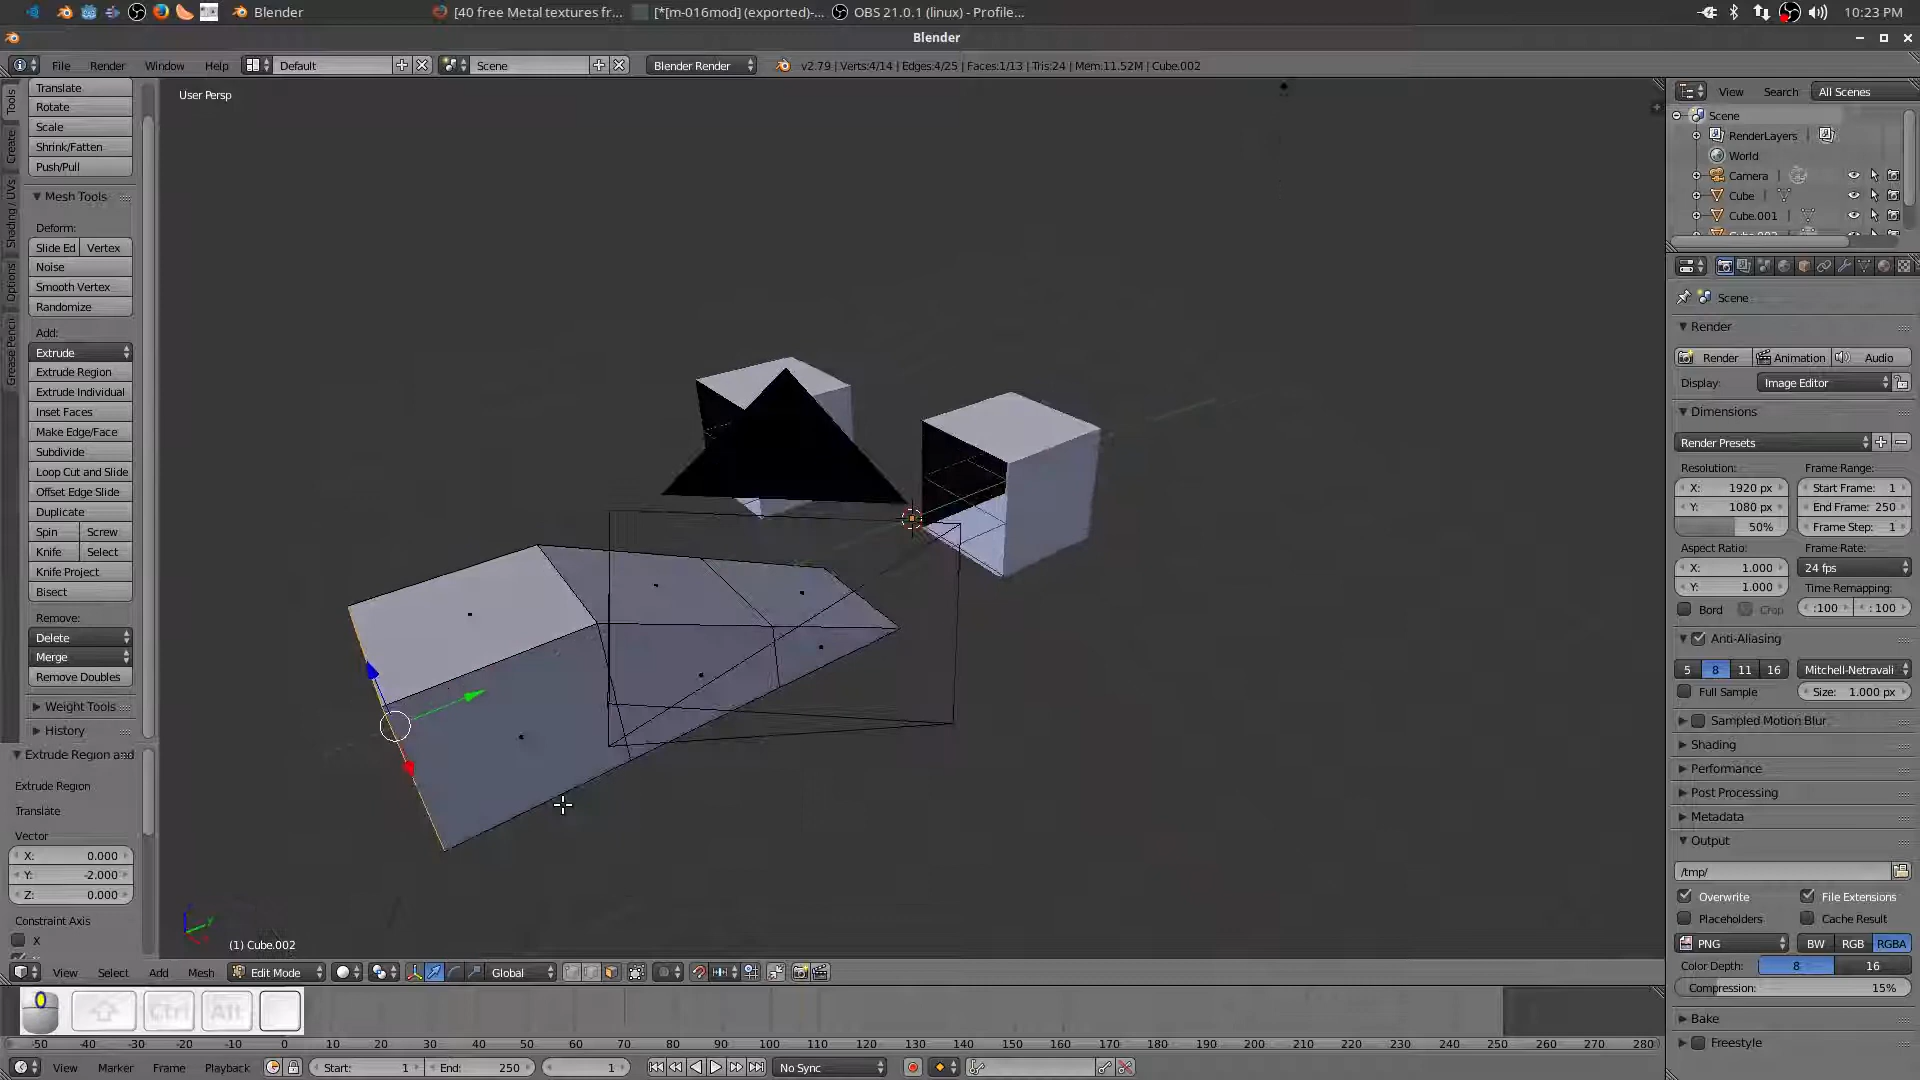 Blender
[40 free Metal textures fr...
[*[m-016mod] (exported)-...
OBS 21.0.1 (linux) - Profile...
10:23 PM
Blender
File Render Window Help
Default
Scene
Blender Render
v2.79 | Verts:4/14 | Edges:4/25 | Faces:1/13 | Tris:24 | Mem:11.52M | Cube.002
Tools
Create
Shading / UVs
Options
Grease Pencil
Translate
Rotate
Scale
Shrink/Fatten
Push/Pull
Mesh Tools
Deform:
Slide Ed Vertex
Noise
Smooth Vertex
Randomize
Add:
Extrude
Extrude Region
Extrude Individual
Inset Faces
Make Edge/Face
Subdivide
Loop Cut and Slide
Offset Edge Slide
Duplicate
Spin Screw
Knife Select
Knife Project
Bisect
Remove:
Delete
Merge
Remove Doubles
Weight Tools
History
Extrude Region and
Extrude Region
Translate
Vector
X: 0.000
Y: -2.000
Z: 0.000
Constraint Axis
X
User Persp
(1) Cube.002
View Select Add Mesh
Edit Mode
Global
Ctrl Alt
-50 -40 -30 -20 -10 0 10 20 30 40 50 60 70 80 90 100 110 120 130 140 150 160 170 180 190 200 210 220 230 240 250 260 270 280
View Marker Frame Playback
Start: 1
End: 250
1
No Sync
View Search All Scenes
Scene
RenderLayers
World
Camera
Cube
Cube.001
Scene
Render
Render Animation Audio
Display: Image Editor
Dimensions
Render Presets
Resolution: Frame Range:
X: 1920 px Start Frame: 1
Y: 1080 px End Frame: 250
50% Frame Step: 1
Aspect Ratio: Frame Rate:
X: 1.000 24 fps
Y: 1.000 Time Remapping:
Bord Crop :100 : 100
Anti-Aliasing
5 8 11 16 Mitchell-Netravali
Full Sample Size: 1.000 px
Sampled Motion Blur
Shading
Performance
Post Processing
Metadata
Output
/tmp/
Overwrite File Extensions
Placeholders Cache Result
PNG BW RGB RGBA
Color Depth: 8 16
Compression: 15%
Bake
Freestyle